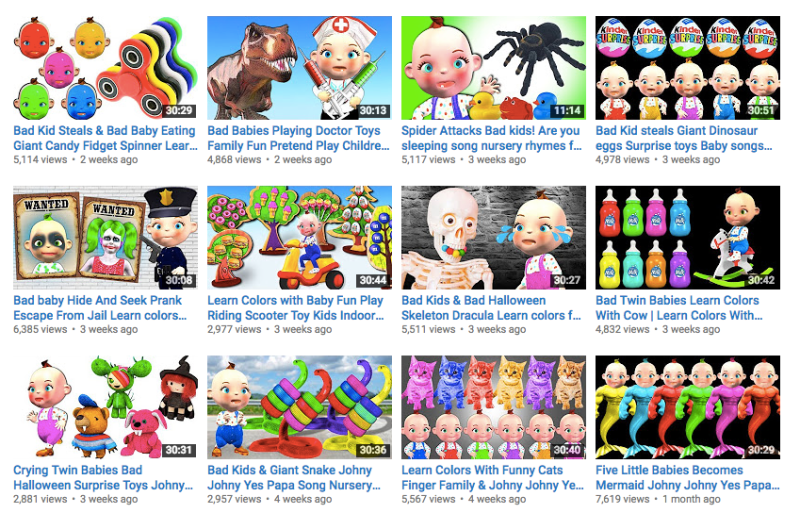 KinderSURPRISE KinderSURPRISE KinderSURPRISE KinderSURPRISE KinderSURPRISE
30:29
30:13
11:14
30:51
Bad Kid Steals & Bad Baby Eating
Giant Candy Fidget Spinner Lear...
5,114 views • 2 weeks ago
Bad Babies Playing Doctor Toys
Family Fun Pretend Play Childre...
4,868 views • 2 weeks ago
Spider Attacks Bad kids! Are you
sleeping song nursery rhymes f...
5,117 views • 3 weeks ago
Bad Kid steals Giant Dinosaur
eggs Surprise toys Baby songs...
4,978 views • 3 weeks ago
WANTED
WANTED
30:08
30:44
30:27
30:42
Bad baby Hide And Seek Prank
Escape From Jail Learn colors...
6,385 views • 3 weeks ago
Learn Colors with Baby Fun Play
Riding Scooter Toy Kids Indoor...
2,977 views • 3 weeks ago
Bad Kids & Bad Halloween
Skeleton Dracula Learn colors f...
5,511 views • 3 weeks ago
Bad Twin Babies Learn Colors
With Cow | Learn Colors With...
4,832 views • 3 weeks ago
30:31
30:36
30:40
30:29
Crying Twin Babies Bad
Halloween Surprise Toys Johny...
2,881 views • 3 weeks ago
Bad Kids & Giant Snake Johny
Johny Yes Papa Song Nursery...
2,957 views • 4 weeks ago
Learn Colors With Funny Cats
Finger Family & Johny Johny Ye...
5,567 views • 4 weeks ago
Five Little Babies Becomes
Mermaid Johny Johny Yes Papa...
7,619 views • 1 month ago